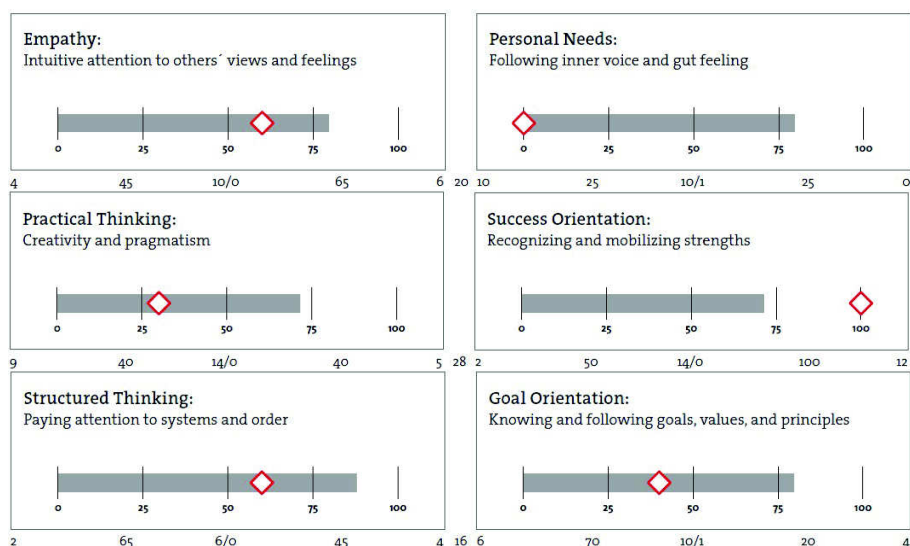 Empathy:
Intuitive attention to others´ views and feelings
0 25 50 75 100
4 45 10/0 65 6 20
Personal Needs:
Following inner voice and gut feeling
0 25 50 75 100
10 25 10/1 25 0
Practical Thinking:
Creativity and pragmatism
0 25 50 75 100
9 40 14/0 40 5 28
Success Orientation:
Recognizing and mobilizing strengths
0 25 50 75 100
2 50 14/0 100 12
Structured Thinking:
Paying attention to systems and order
0 25 50 75 100
2 65 6/0 45 4 16
Goal Orientation:
Knowing and following goals, values, and principles
0 25 50 75 100
6 70 10/1 20 4